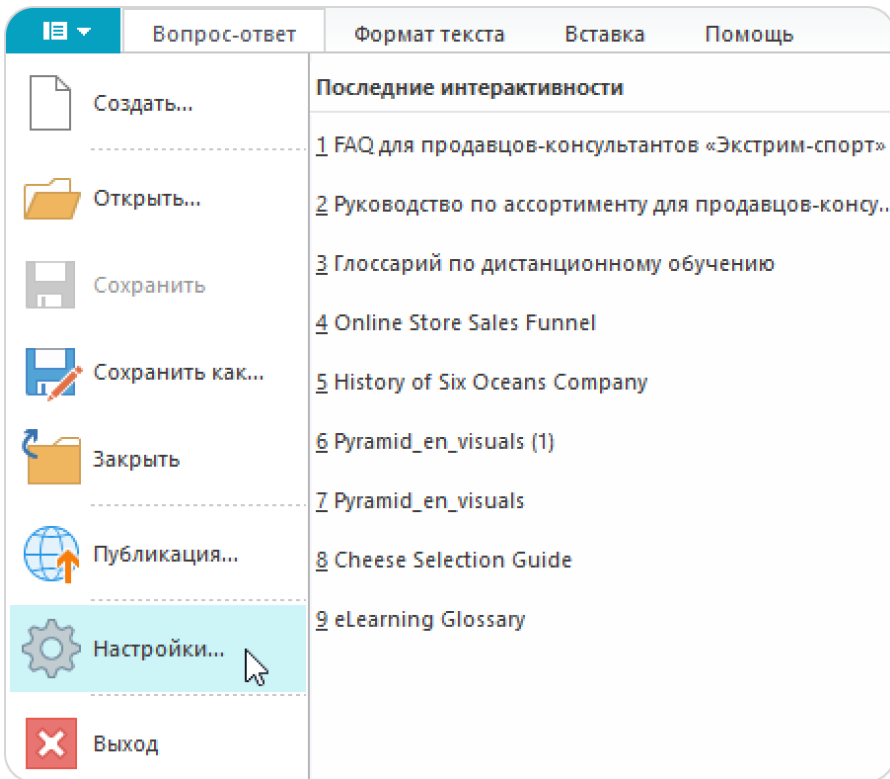 Вопрос-ответ Формат текста Вставка Помощь
Создать...
Открыть...
Сохранить
Сохранить как...
Закрыть
Публикация...
Настройки...
Выход
Последние интерактивности
1 FAQ для продавцов-консультантов «Экстрим-спорт»
2 Руководство по ассортименту для продавцов-консу...
3 Глоссарий по дистанционному обучению
4 Online Store Sales Funnel
5 History of Six Oceans Company
6 Pyramid_en_visuals (1)
7 Pyramid_en_visuals
8 Cheese Selection Guide
9 eLearning Glossary